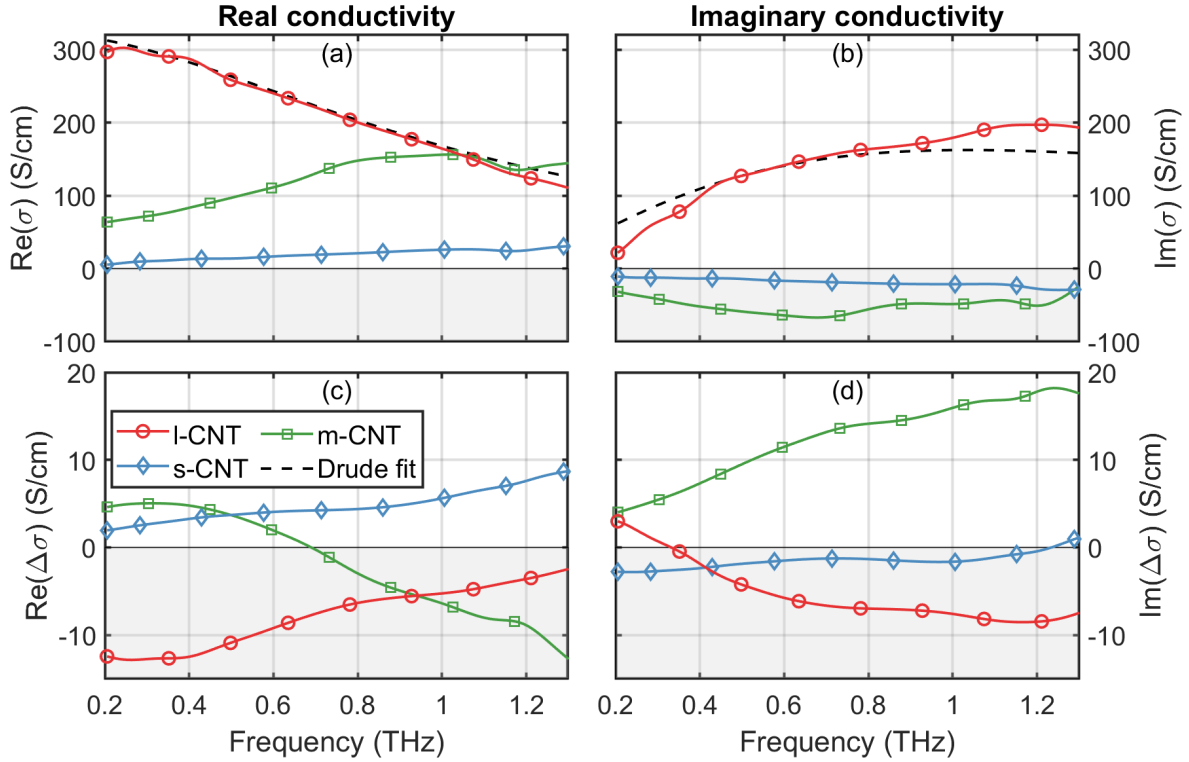 Real conductivity
Imaginary conductivity
(a)
(b)
300
200
100
0
-100
Re(σ) (S/cm)
300
200
100
0
-100
Im(σ) (S/cm)
(c)
(d)
20
10
0
-10
Re(Δσ) (S/cm)
l-CNT
m-CNT
s-CNT
Drude fit
20
10
0
-10
Im(Δσ) (S/cm)
0.2 0.4 0.6 0.8 1 1.2
0.2 0.4 0.6 0.8 1 1.2
Frequency (THz)
Frequency (THz)